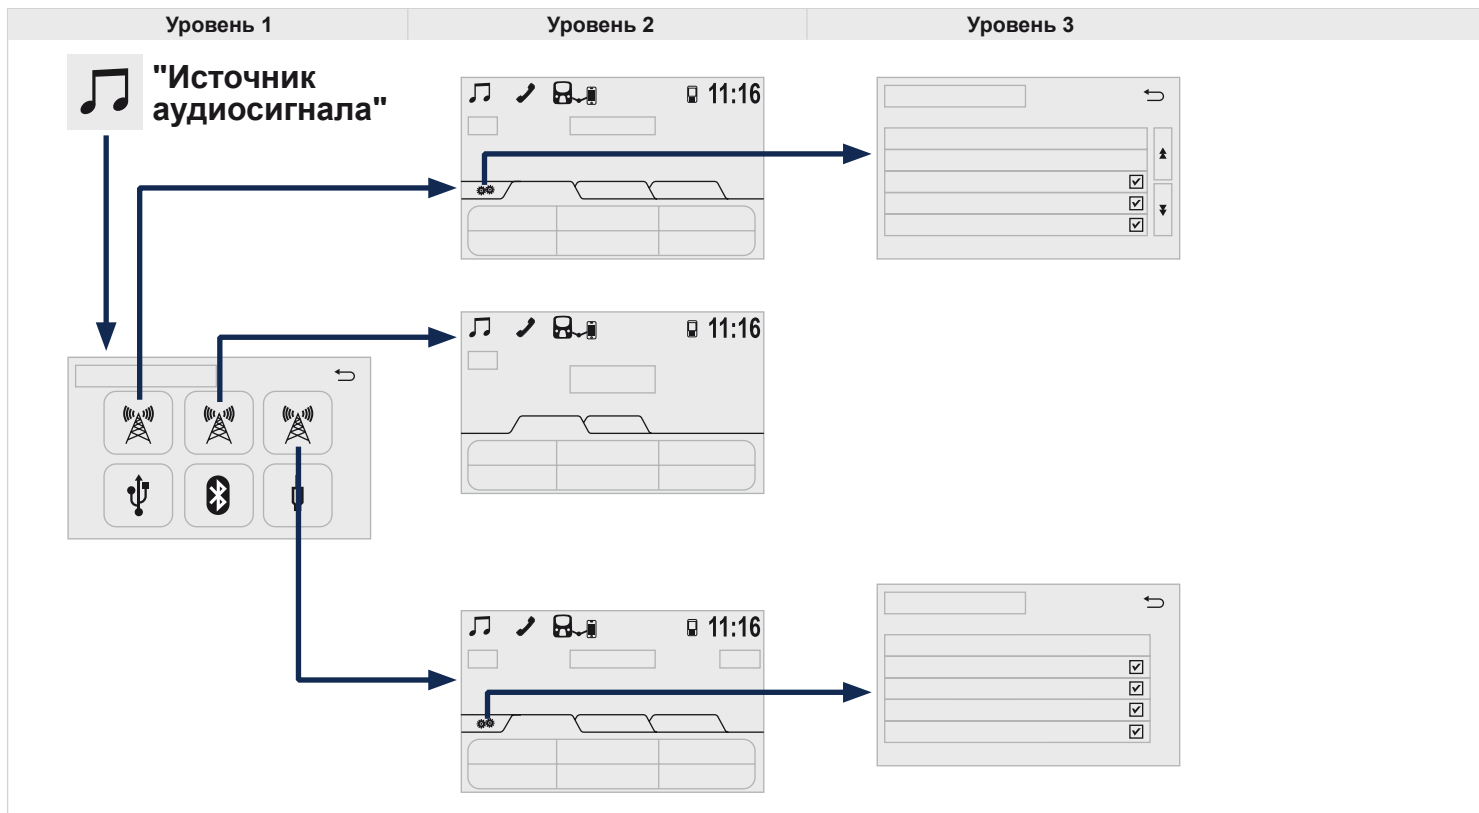 Уровень 1
Уровень 2
Уровень 3
"Источник
аудиосигнала"
11:16
11:16
11:16